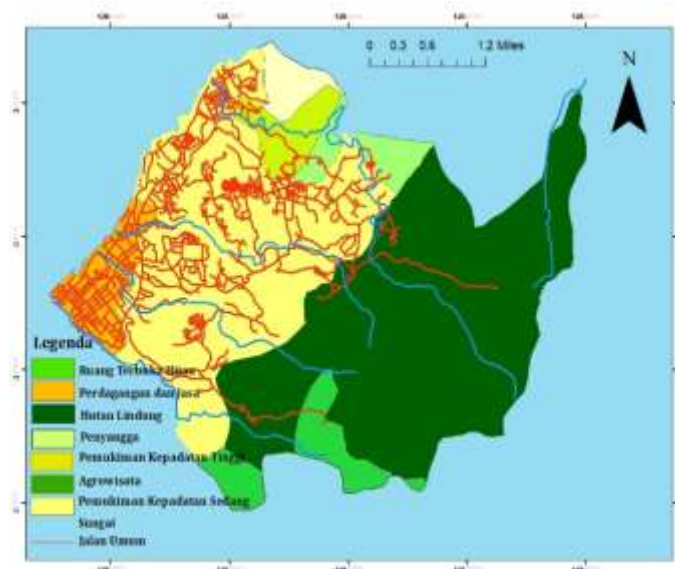 0 0.3 0.6 1.2 Miles
N
Legenda
Ruang Terbuka Hijau
Perdagangan dan Jasa
Hutan Lindung
Penyangga
Pemukiman Kepadatan Tinggi
Agrowisata
Pemukiman Kepadatan Sedang
Sungai
Jalan Umum